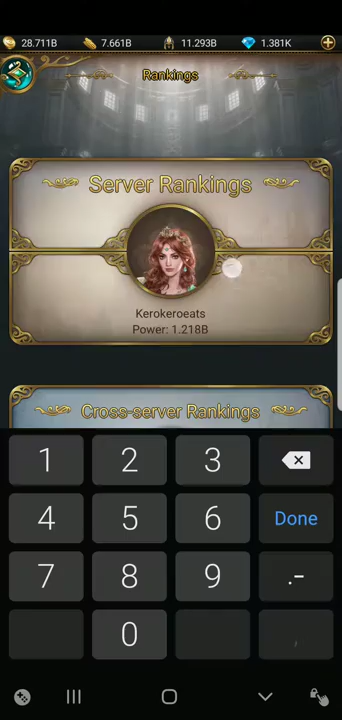 28.711B 7.661B 11.293B 1.381K
Rankings
Server Rankings
Kerokeroeats
Power: 1.218B
Cross-server Rankings
1 2 3
4 5 6 Done
7 8 9 .-
0 ,